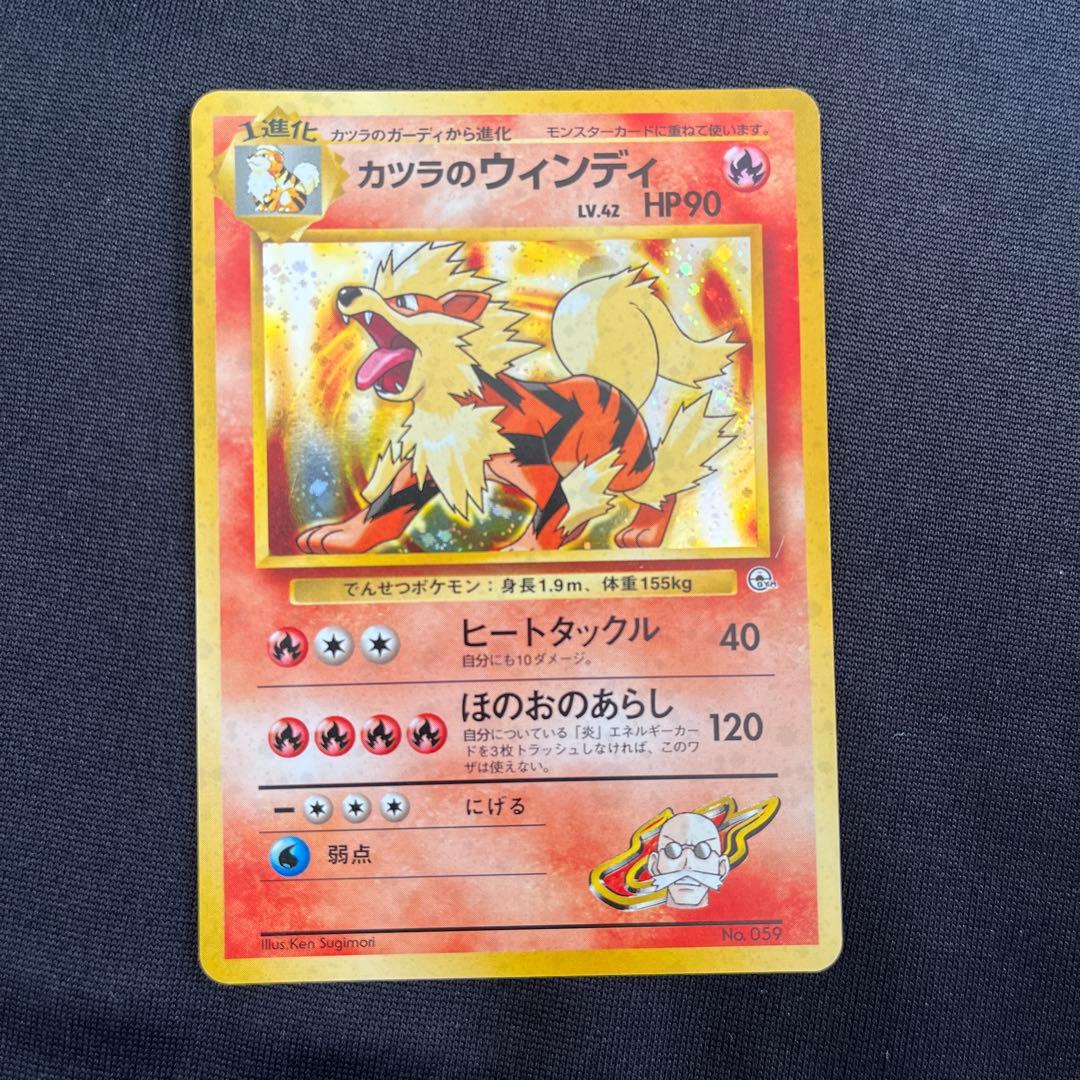 1進化 カツラのガーディから進化 モンスターカードに重ねて使います。
カツラのウィンディ
LV.42 HP90
でんせつポケモン：身長1.9m、体重155kg
GYM
ヒートタックル 40
自分にも10ダメージ。
ほのおのあらし 120
自分についている「炎」エネルギーカー
ドを3枚トラッシュしなければ、このワ
ザは使えない。
ー にげる
弱点
Illus.Ken Sugimori No. 059